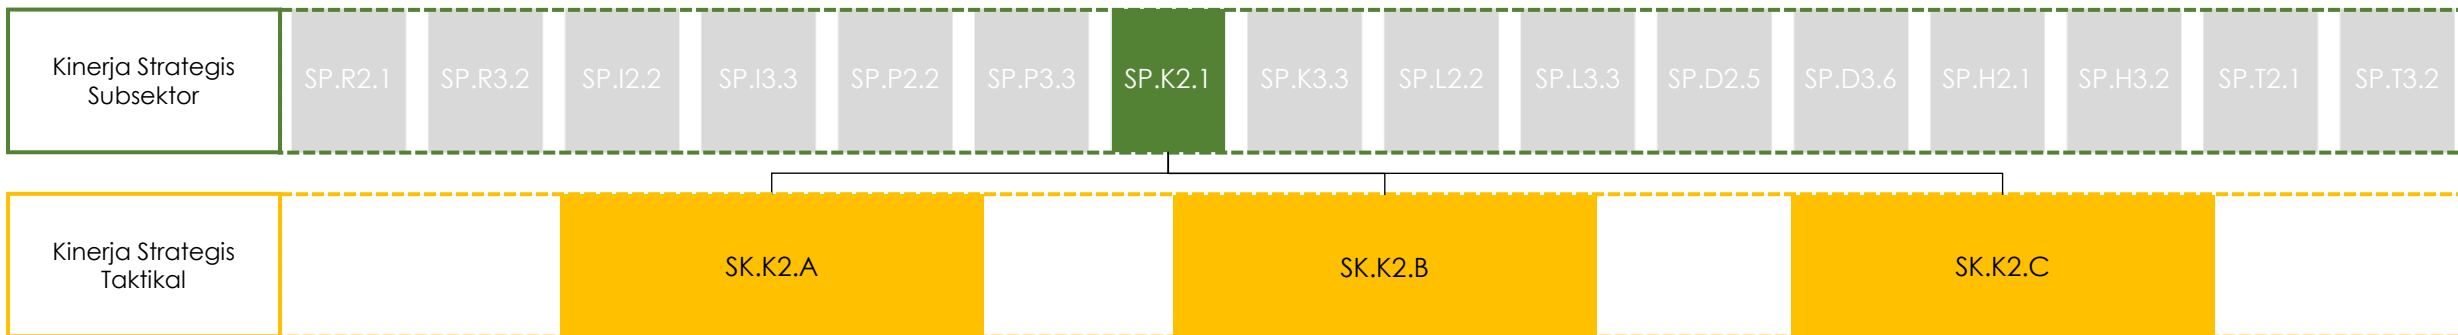 Kinerja Strategis
Subsektor
SP.R2.1
SP.R3.2
SP.I2.2
SP.I3.3
SP.P2.2
SP.P3.3
SP.K2.1
SP.K3.3
SP.L2.2
SP.L3.3
SP.D2.5
SP.D3.6
SP.H2.1
SP.H3.2
SP.T2.1
SP.T3.2
Kinerja Strategis
Taktikal
SK.K2.A
SK.K2.B
SK.K2.C